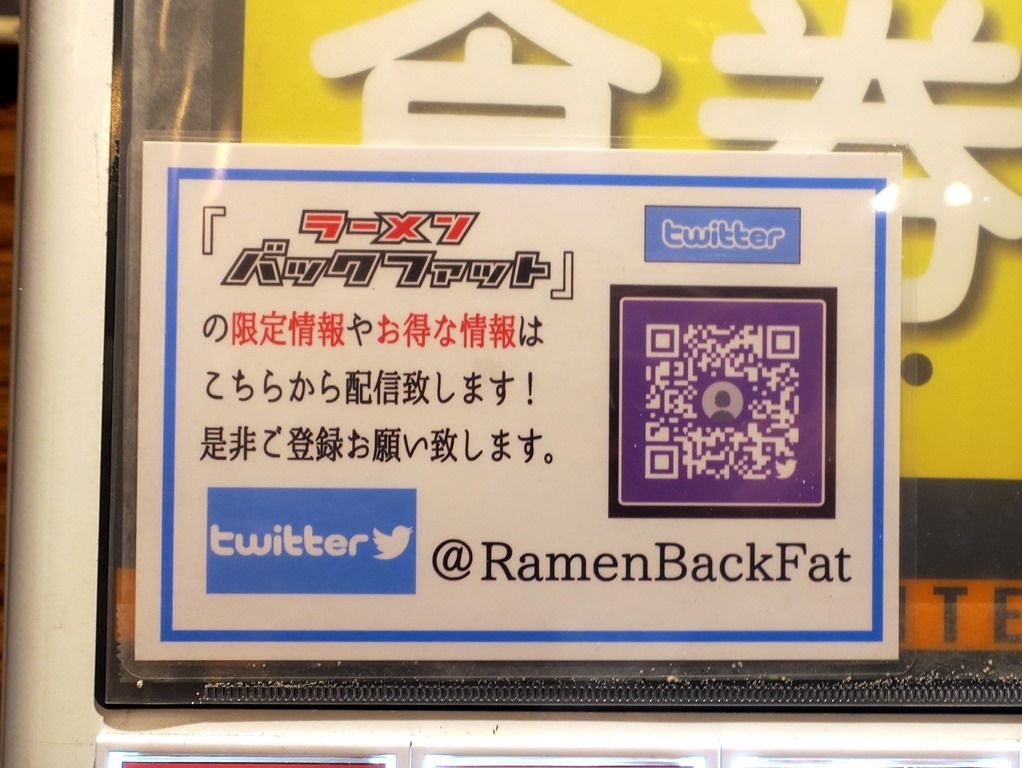 食券
『ラーメン
バックファット』
の限定情報やお得な情報は
こちらから配信致します！
是非ご登録お願い致します。
twitter
twitter
@RamenBackFat
ITE